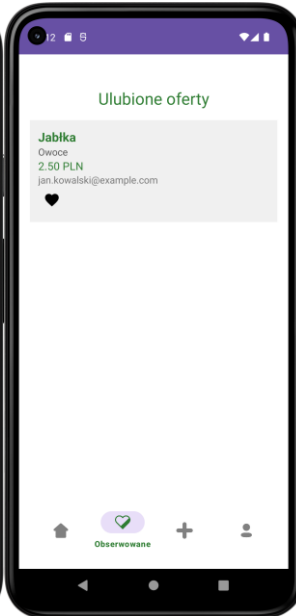 12
Ulubione oferty
Jabłka
Owoce
2.50 PLN
jan.kowalski@example.com
Obserwowane